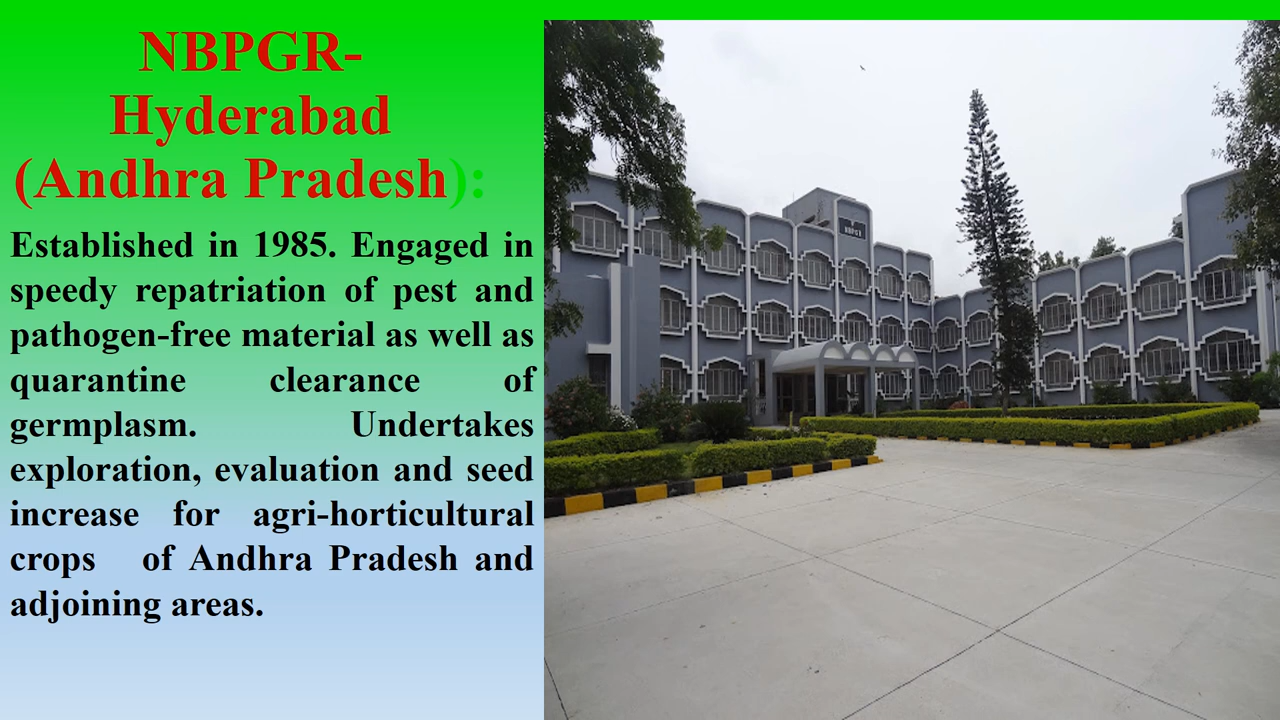 NBPGR-
Hyderabad
(Andhra Pradesh):
Established in 1985. Engaged in
speedy repatriation of pest and
pathogen-free material as well as
quarantine clearance of
germplasm. Undertakes
exploration, evaluation and seed
increase for agri-horticultural
crops of Andhra Pradesh and
adjoining areas.
NBPGR